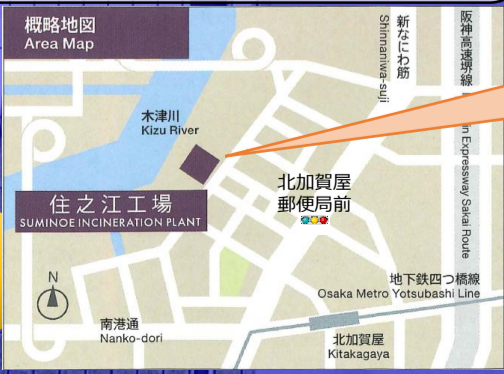 概略地図
Area Map
新なにわ筋
Shinnaniwa-suji
阪神高速堺線
in Expressway Sakai Route
木津川
Kizu River
住之江工場
SUMINOE INCINERATION PLANT
北加賀屋
郵便局前
N
地下鉄四つ橋線
Osaka Metro Yotsubashi Line
南港通
Nanko-dori
北加賀屋
Kitakagaya